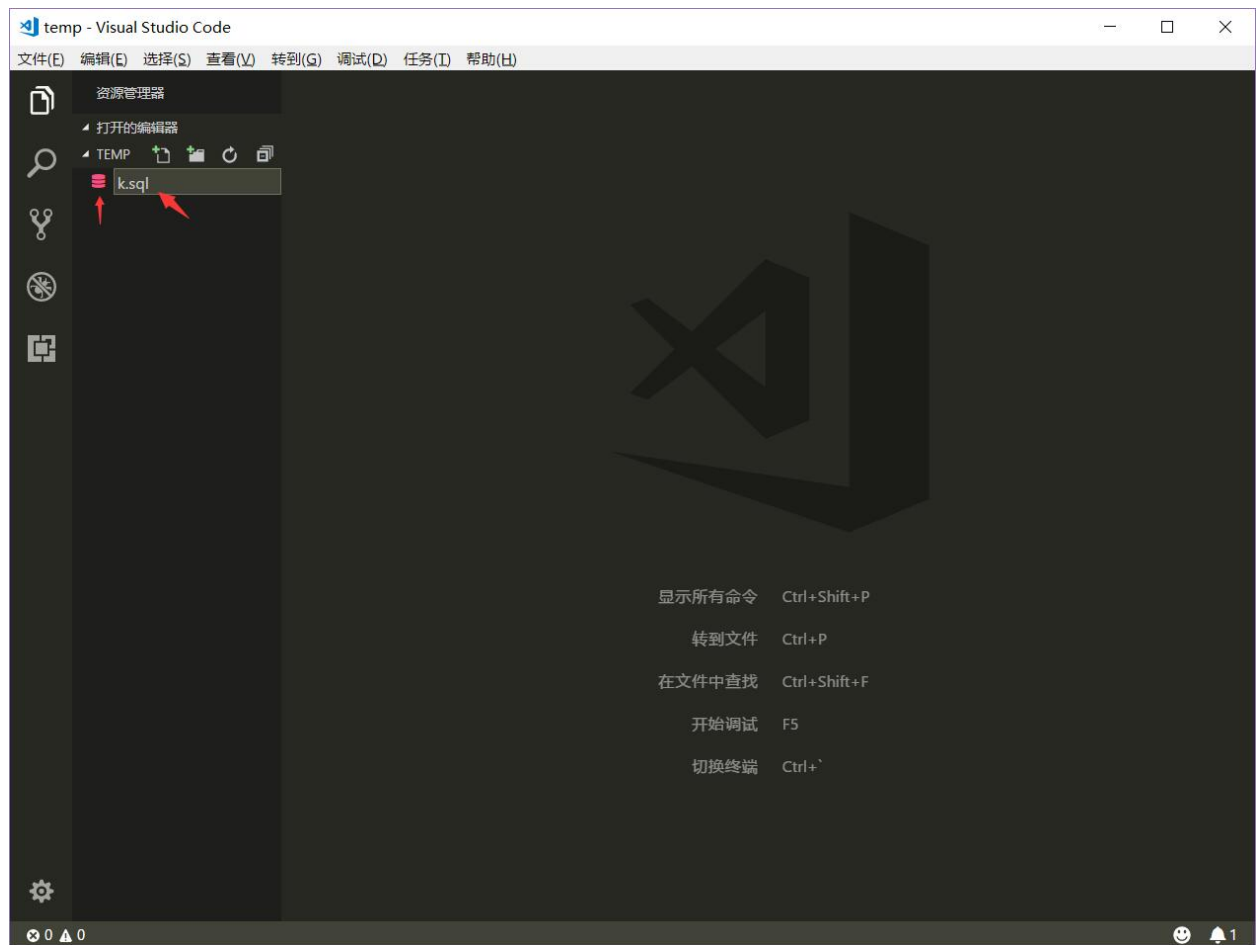 temp - Visual Studio Code
文件(F) 编辑(E) 选择(S) 查看(V) 转到(G) 调试(D) 任务(T) 帮助(H)
资源管理器
打开的编辑器
TEMP
k.sql
显示所有命令 Ctrl+Shift+P
转到文件 Ctrl+P
在文件中查找 Ctrl+Shift+F
开始调试 F5
切换终端 Ctrl+`
0 0 1